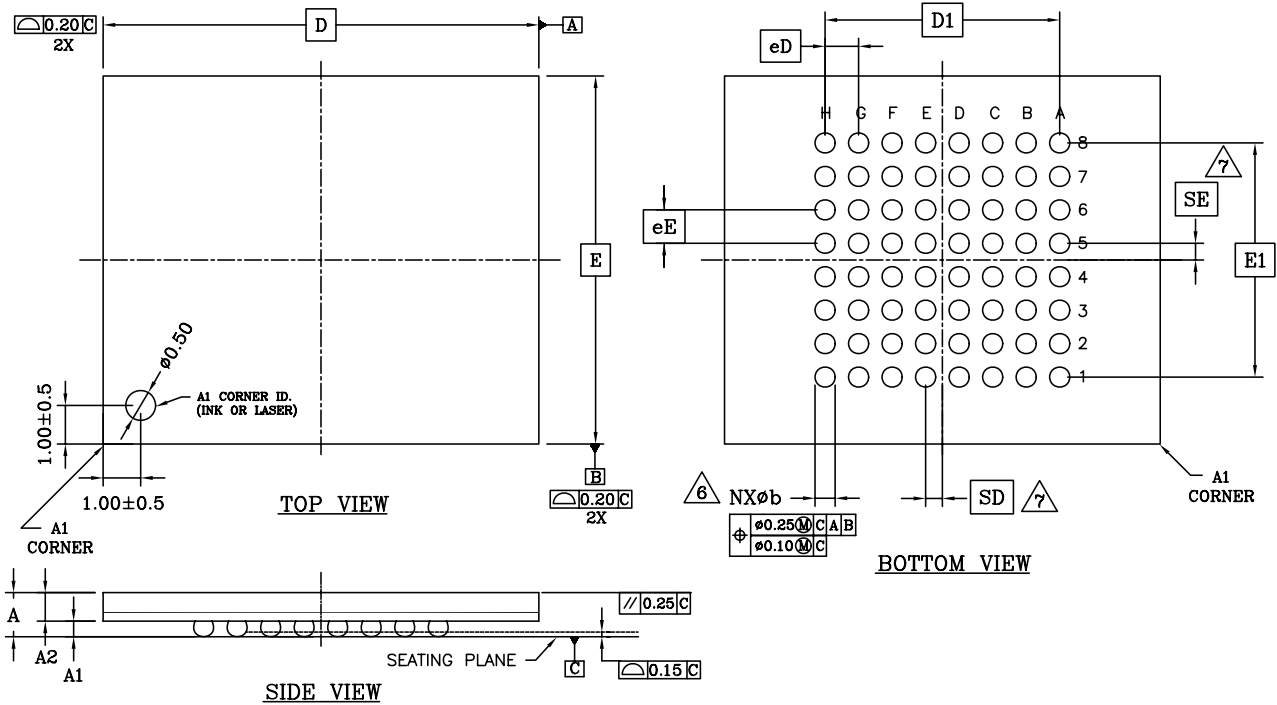 ⌓ 0.20 C
2X
D
A
E
ø0.50
A1 CORNER ID.
(INK OR LASER)
1.00±0.5
1.00±0.5
A1
CORNER
TOP VIEW
B
⌓ 0.20 C
2X
D1
eD
H G F E D C B A
8
7
6
5
4
3
2
1
eE
7
SE
E1
6
NXøb
SD
7
⌖ ø0.25Ⓜ C A B
ø0.10Ⓜ C
A1
CORNER
BOTTOM VIEW
A
A2
A1
// 0.25 C
SEATING PLANE
C
⌓ 0.15 C
SIDE VIEW